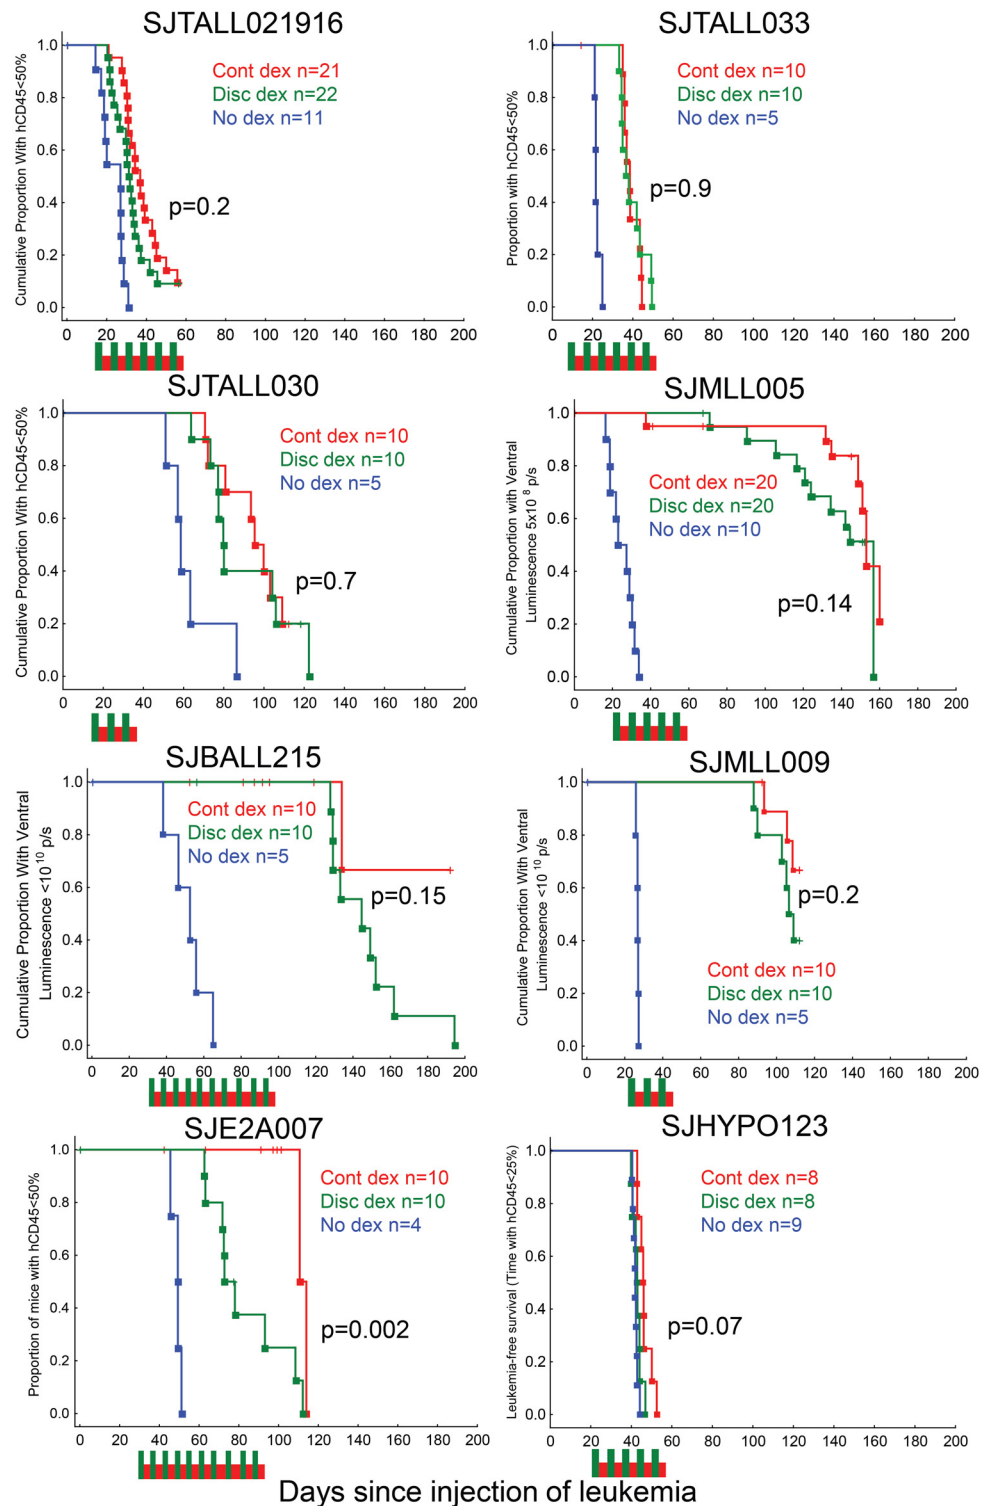 SJTALL021916
Cumulative Proportion With hCD45<50%
1.0
0.8
0.6
0.4
0.2
0.0
Cont dex n=21
Disc dex n=22
No dex n=11
p=0.2
0 20 40 60 80 100 120 140 160 180 200
SJTALL033
Proportion with hCD45<50%
1.0
0.8
0.6
0.4
0.2
0.0
Cont dex n=10
Disc dex n=10
No dex n=5
p=0.9
0 20 40 60 80 100 120 140 160 180 200
SJTALL030
Cumulative Proportion With hCD45<50%
1.0
0.8
0.6
0.4
0.2
0.0
Cont dex n=10
Disc dex n=10
No dex n=5
p=0.7
0 20 40 60 80 100 120 140 160 180 200
SJMLL005
Cumulative Proportion with Ventral
Luminescence 5x10 8 p/s
1.0
0.8
0.6
0.4
0.2
0.0
Cont dex n=20
Disc dex n=20
No dex n=10
p=0.14
0 20 40 60 80 100 120 140 160 180 200
SJBALL215
Cumulative Proportion With Ventral
Luminescence <10 10 p/s
1.0
0.8
0.6
0.4
0.2
0.0
Cont dex n=10
Disc dex n=10
No dex n=5
p=0.15
0 20 40 60 80 100 120 140 160 180 200
SJMLL009
Cumulative Proportion With Ventral
Luminescence <10 10 p/s
1.0
0.8
0.6
0.4
0.2
0.0
p=0.2
Cont dex n=10
Disc dex n=10
No dex n=5
0 20 40 60 80 100 120 140 160 180 200
SJE2A007
Proportion of mice with hCD45<50%
1.0
0.8
0.6
0.4
0.2
0.0
Cont dex n=10
Disc dex n=10
No dex n=4
p=0.002
0 20 40 60 80 100 120 140 160 180 200
SJHYPO123
Leukemia-free survival (Time with hCD45<25%)
1.0
0.8
0.6
0.4
0.2
0.0
Cont dex n=8
Disc dex n=8
No dex n=9
p=0.07
0 20 40 60 80 100 120 140 160 180 200
Days since injection of leukemia